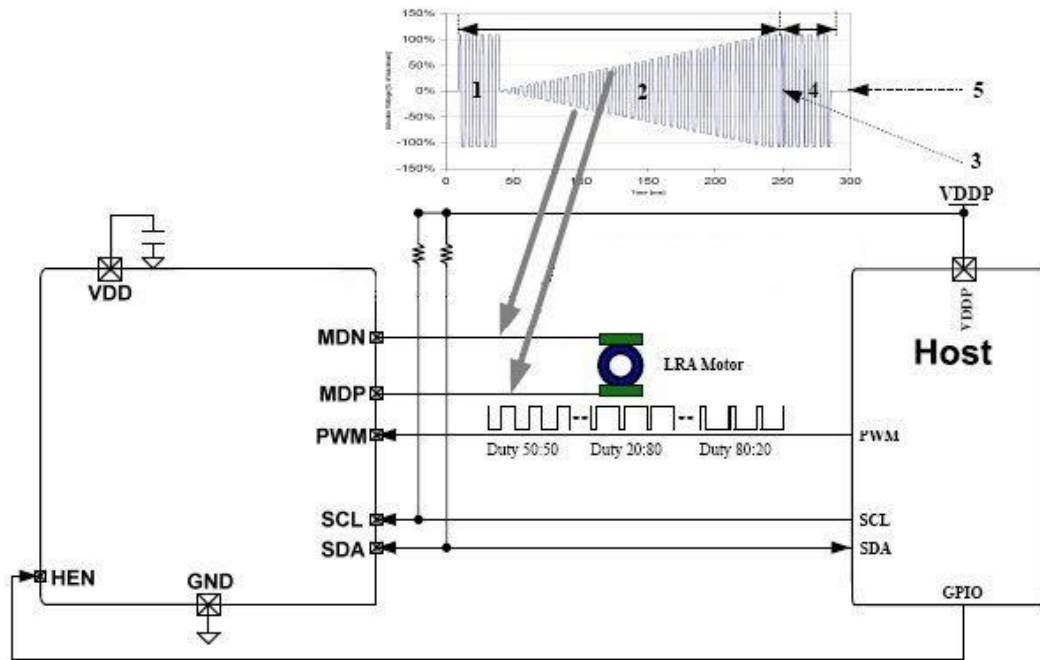 150%
100%
50%
0%
-50%
-100%
-150%
1
2
4
5
3
0
50
100
150
200
250
300
VDDP
VDD
MDN
MDP
PWM
SCL
SDA
HEN
GND
LRA Motor
Duty 50:50
Duty 20:80
Duty 80:20
VDDP
Host
PWM
SCL
SDA
GPIO